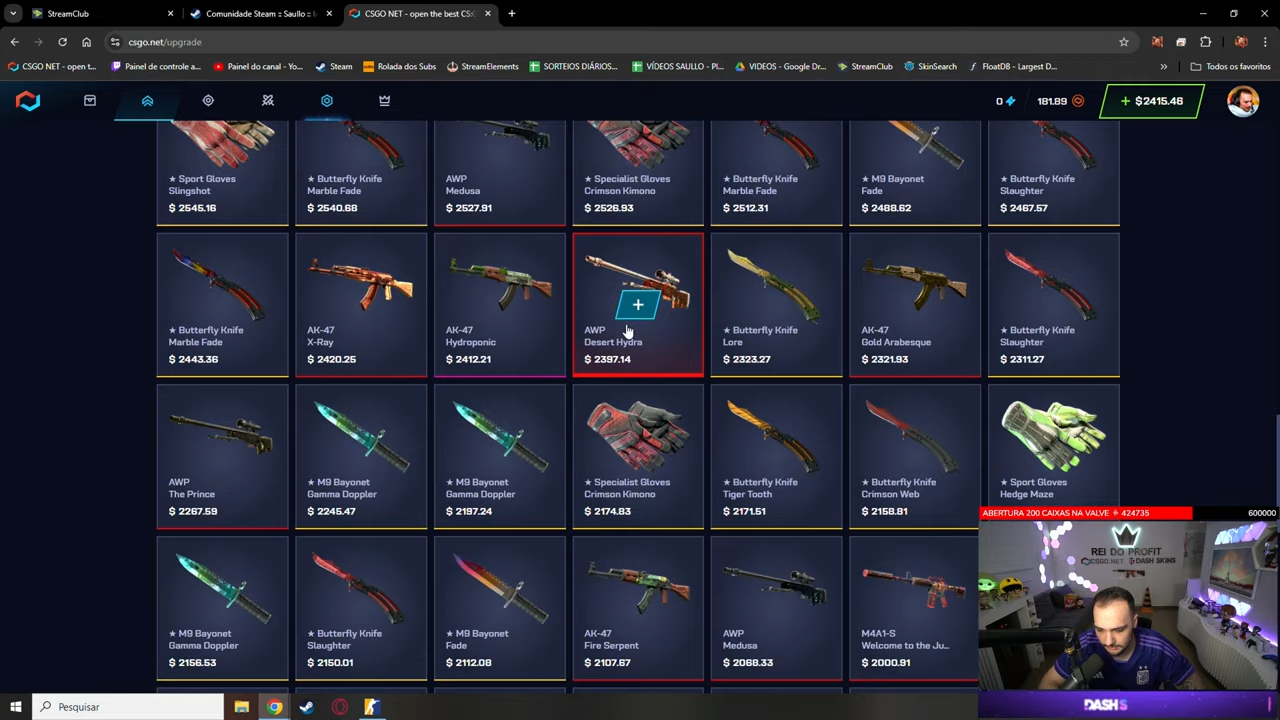 StreamClub
Comunidade Steam :: Saullo :: I
CSGO NET - open the best CS:
csgo.net/upgrade
CSGO NET - open t...
Painel de controle a...
Painel do canal - Yo...
Steam
Rolada dos Subs
StreamElements
SORTEIOS DIÁRIOS...
VÍDEOS SAULLO - Pl...
VIDEOS - Google Dr...
StreamClub
SkinSearch
FloatDB - Largest D...
Todos os favoritos
0
181.89
+ $2415.46
★ Sport Gloves
Slingshot
$ 2545.16
★ Butterfly Knife
Marble Fade
$ 2540.68
AWP
Medusa
$ 2527.91
★ Specialist Gloves
Crimson Kimono
$ 2526.93
★ Butterfly Knife
Marble Fade
$ 2512.31
★ M9 Bayonet
Fade
$ 2488.62
★ Butterfly Knife
Slaughter
$ 2467.57
★ Butterfly Knife
Marble Fade
$ 2443.36
AK-47
X-Ray
$ 2420.25
AK-47
Hydroponic
$ 2412.21
AWP
Desert Hydra
$ 2397.14
★ Butterfly Knife
Lore
$ 2323.27
AK-47
Gold Arabesque
$ 2321.93
★ Butterfly Knife
Slaughter
$ 2311.27
AWP
The Prince
$ 2267.59
★ M9 Bayonet
Gamma Doppler
$ 2245.47
★ M9 Bayonet
Gamma Doppler
$ 2197.24
★ Specialist Gloves
Crimson Kimono
$ 2174.83
★ Butterfly Knife
Tiger Tooth
$ 2171.51
★ Butterfly Knife
Crimson Web
$ 2158.81
★ Sport Gloves
Hedge Maze
ABERTURA 200 CAIXAS NA VALVE
424735
600000
★ M9 Bayonet
Gamma Doppler
$ 2156.53
★ Butterfly Knife
Slaughter
$ 2150.01
★ M9 Bayonet
Fade
$ 2112.08
AK-47
Fire Serpent
$ 2107.67
AWP
Medusa
$ 2068.33
M4A1-S
Welcome to the Ju...
$ 2000.91
REI DO PROFIT
CSGO.NET
DASH SKINS
DASH S
Pesquisar